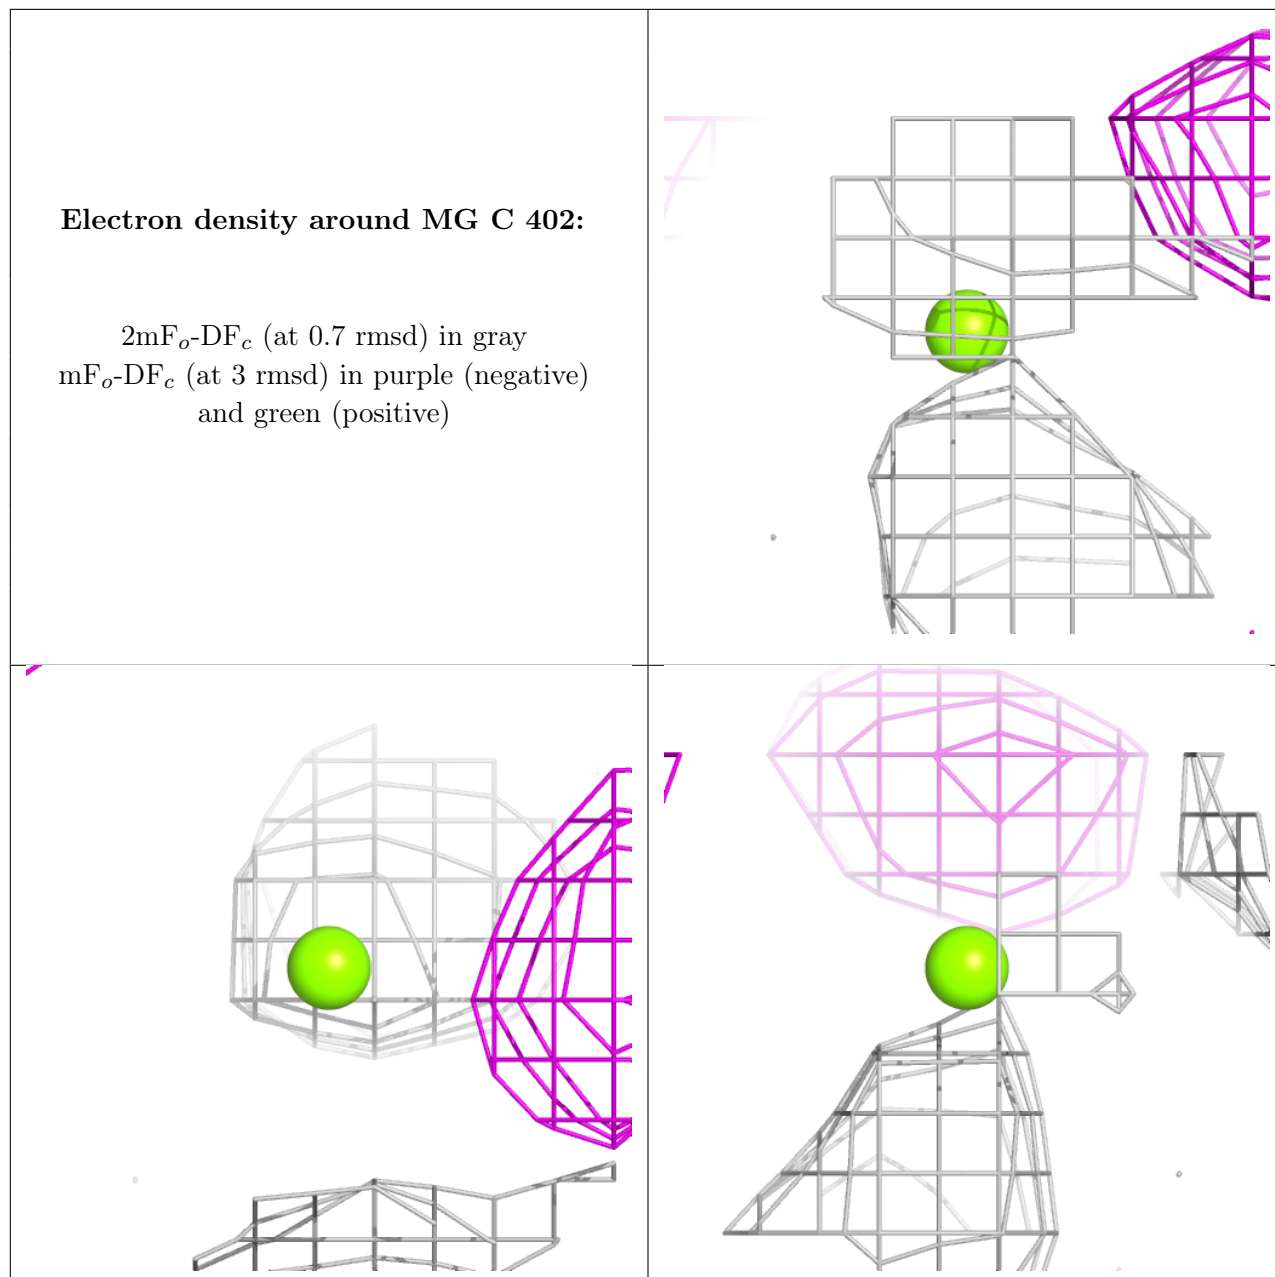 Electron density around MG C 402:
2mFo-DFc (at 0.7 rmsd) in gray
mFo-DFc (at 3 rmsd) in purple (negative)
and green (positive)